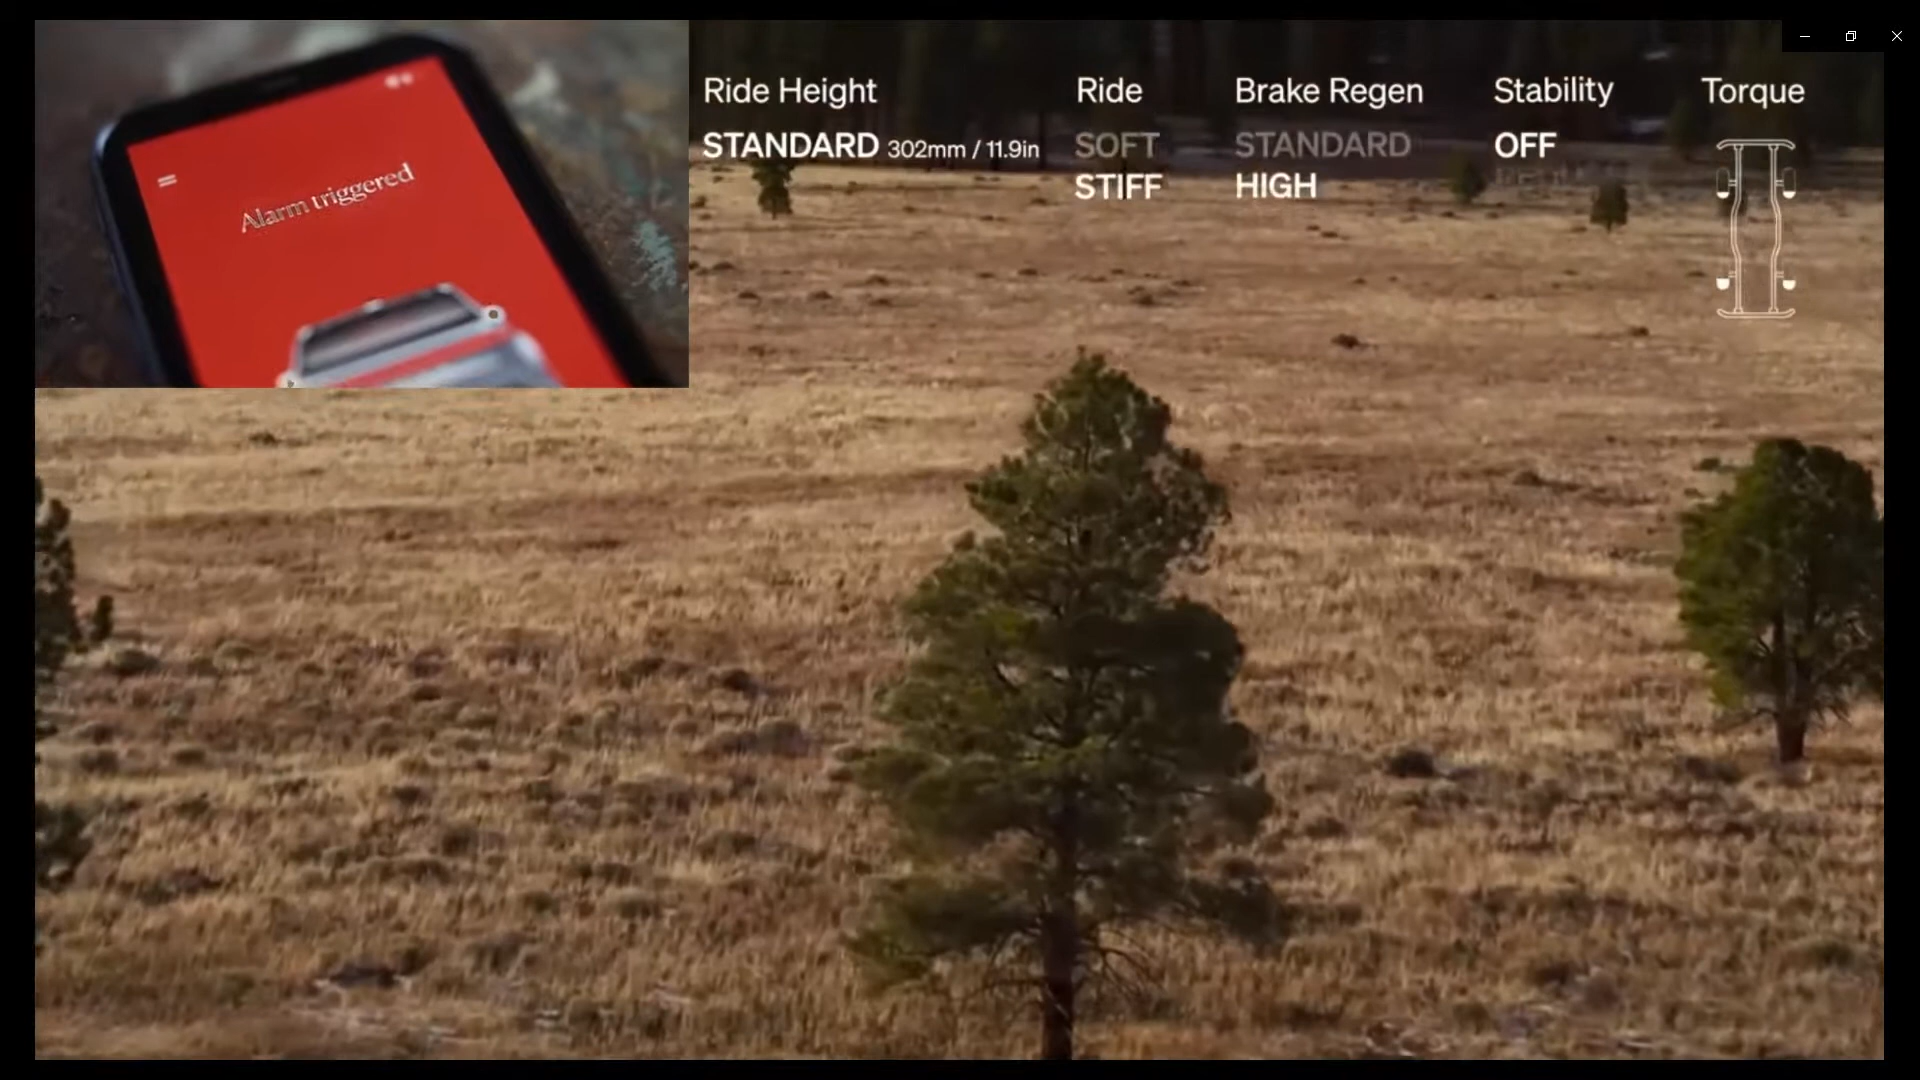 Alarm triggered
Ride Height
STANDARD 302mm / 11.9in
Ride
SOFT
STIFF
Brake Regen
STANDARD
HIGH
Stability
OFF
Torque